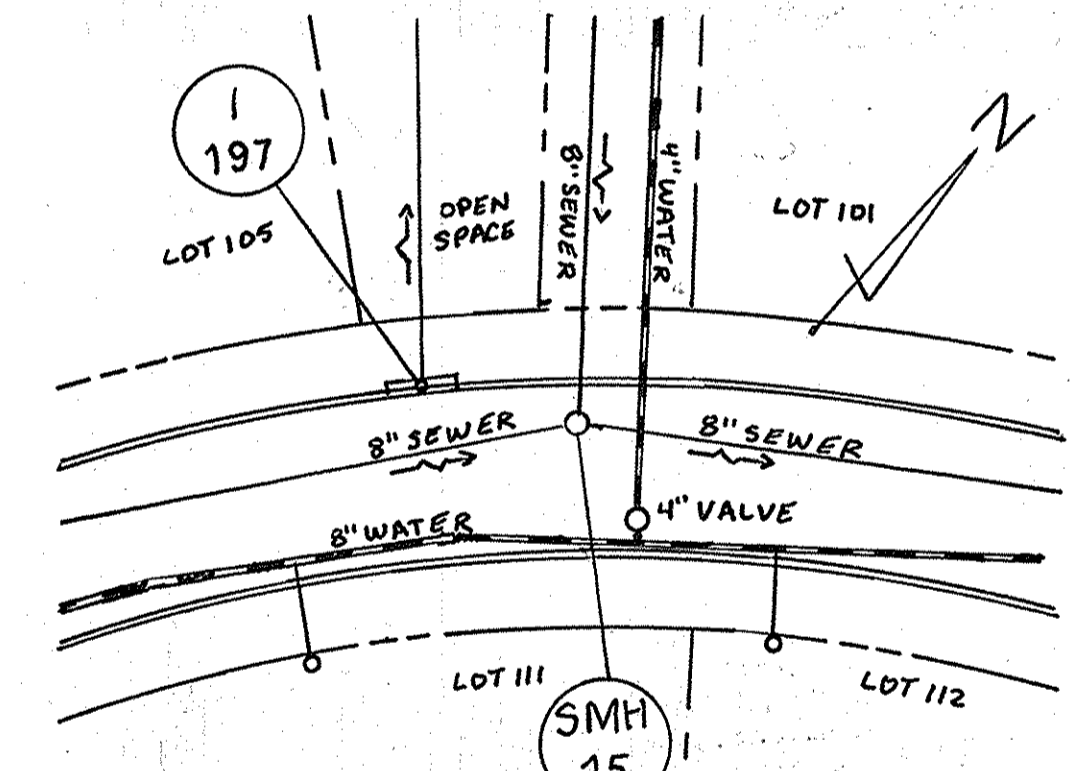 I
197
LOT 105
OPEN
SPACE
8" SEWER
4" WATER
LOT 101
N
8" SEWER
8" SEWER
4" VALVE
8" WATER
LOT 111
LOT 112
SMH
15